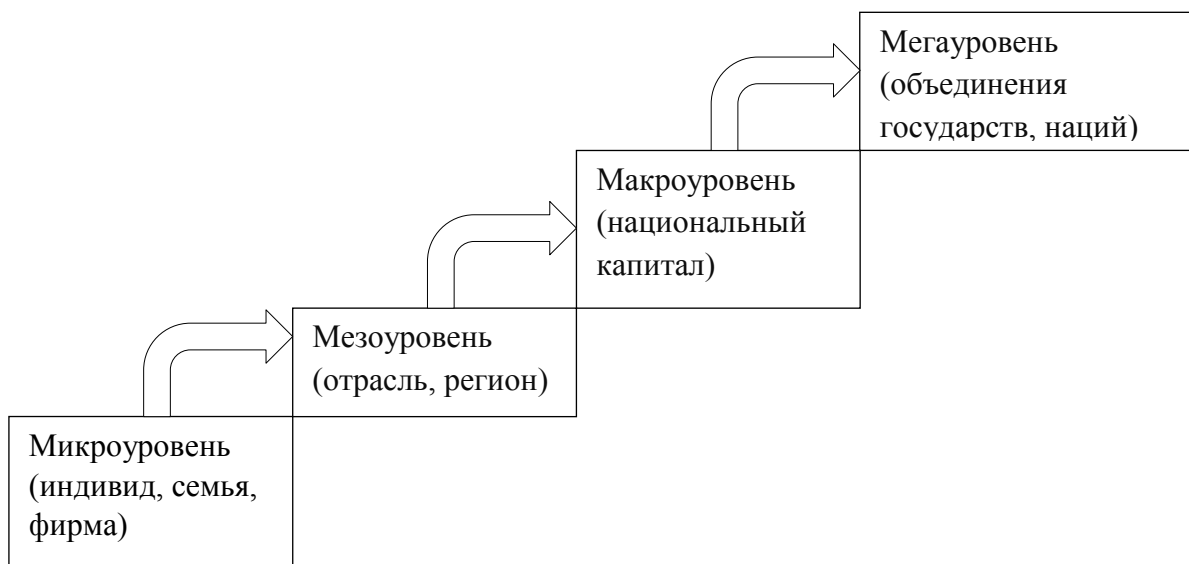 Мегауровень
(объединения
государств, наций)
Макроуровень
(национальный
капитал)
Мезоуровень
(отрасль, регион)
Микроуровень
(индивид, семья,
фирма)